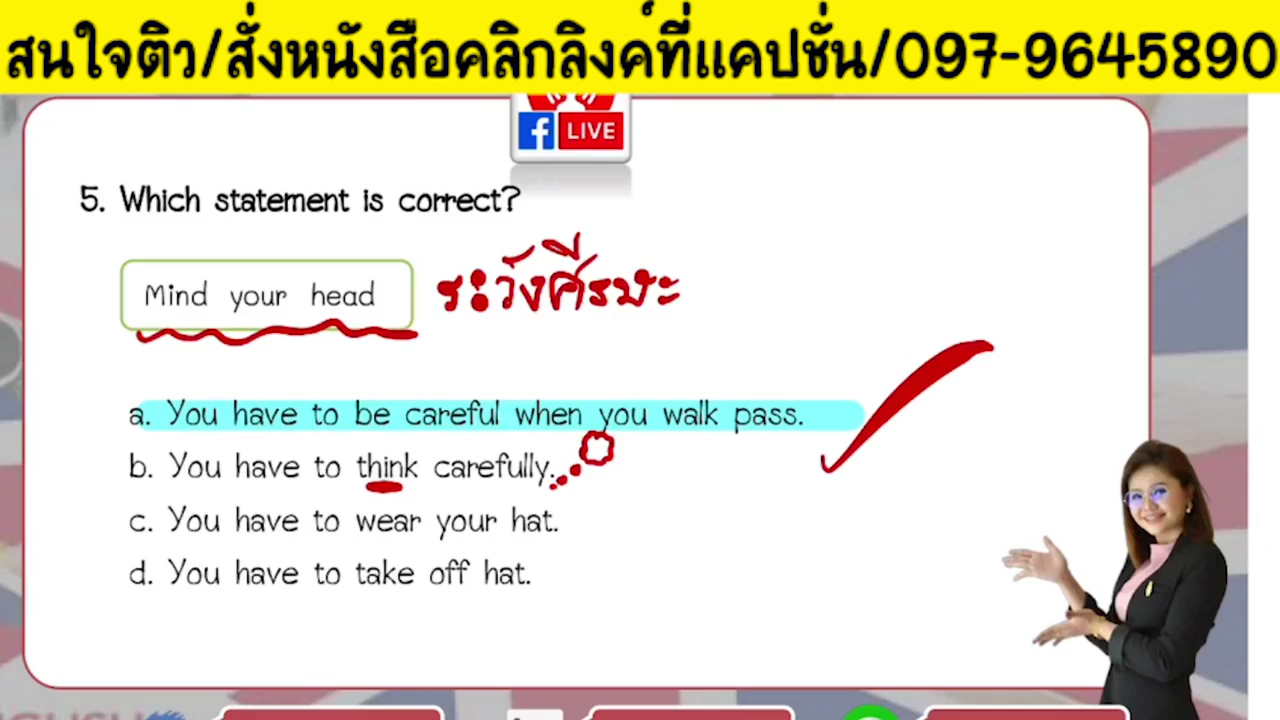 สนใจติว/สั่งหนังสือคลิกลิงค์ที่แคปชั่น/097-9645890
f LIVE
5. Which statement is correct?
Mind your head ระวังศีรษะ
a. You have to be careful when you walk pass.
b. You have to think carefully.
c. You have to wear your hat.
d. You have to take off hat.